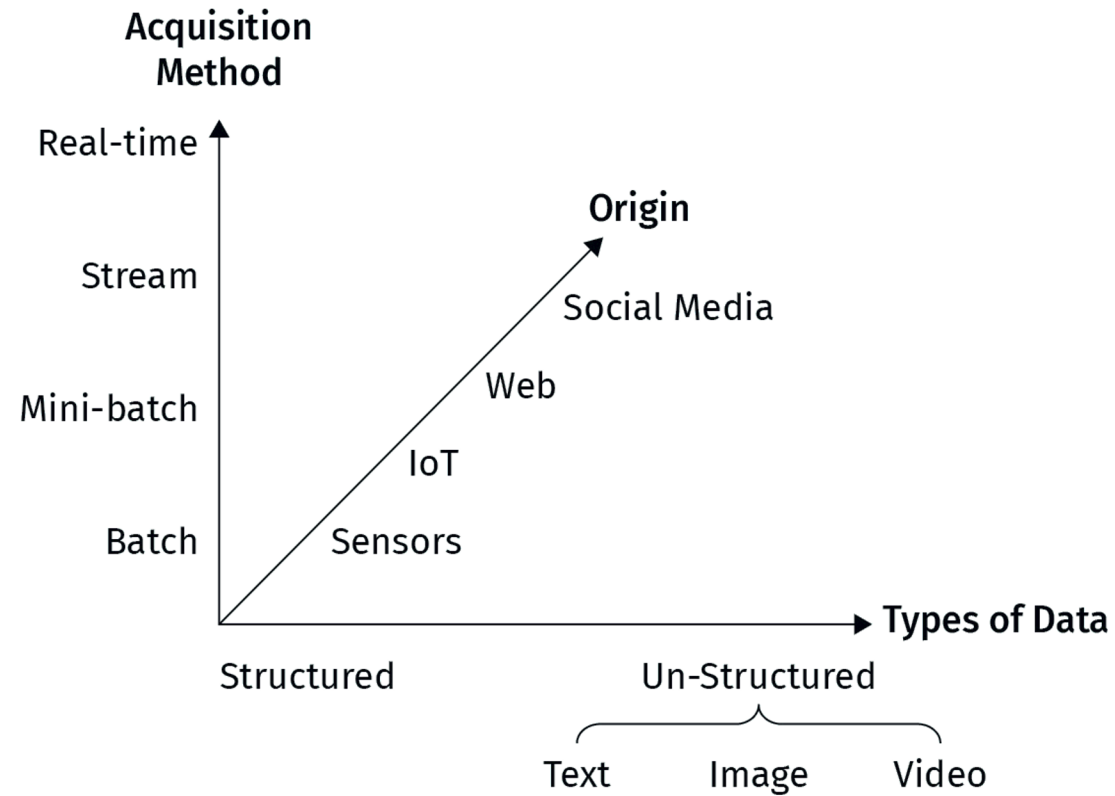 Acquisition
Method
Real-time
Origin
Stream
Social Media
Web
Mini-batch
IoT
Batch
Sensors
Types of Data
Structured
Un-Structured
Text
Image
Video